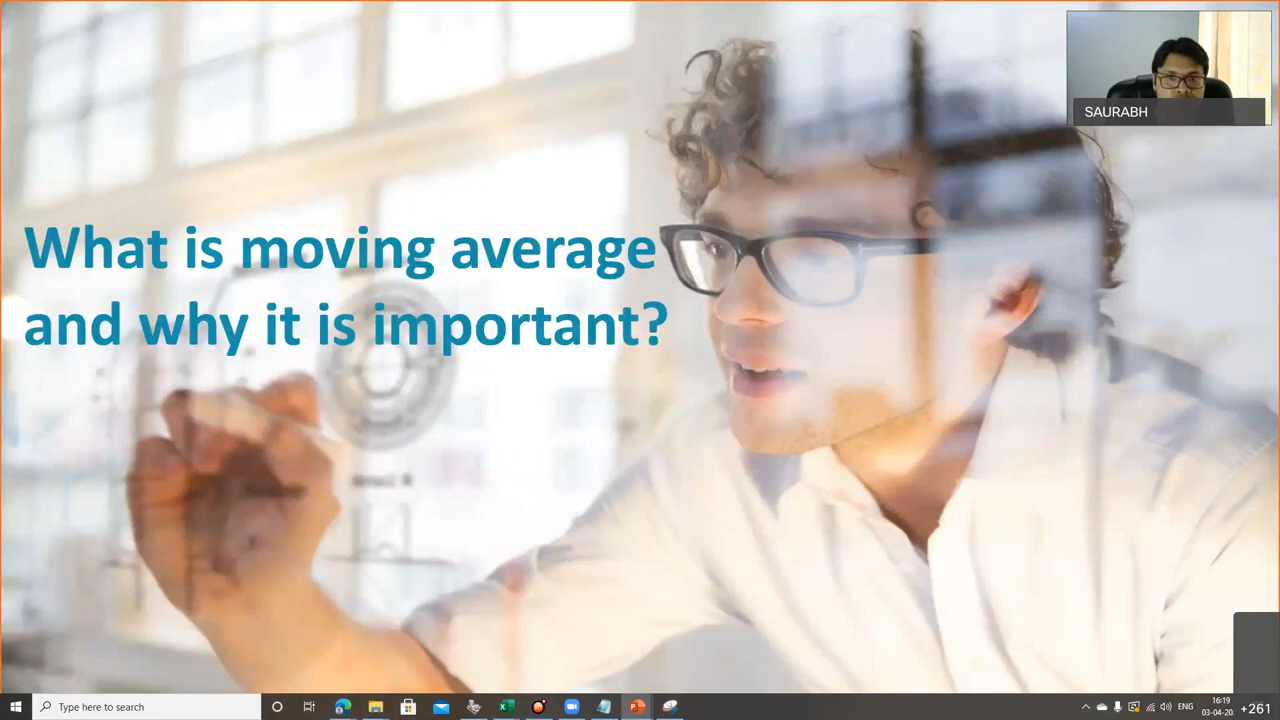 SAURABH
What is moving average
and why it is important?
Type here to search
ENG
16:19
03-04-20
+261